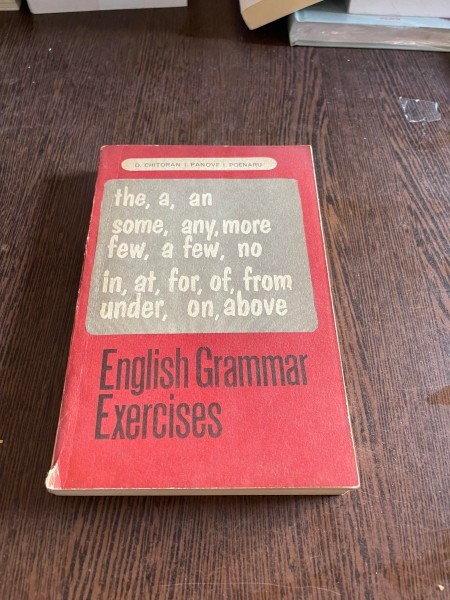 D. CHITORAN I. PANOVF I. POENARU
the, a, an
some, any, more
few, a few, no
in, at, for, of, from
under, on, above
English Grammar
Exercises